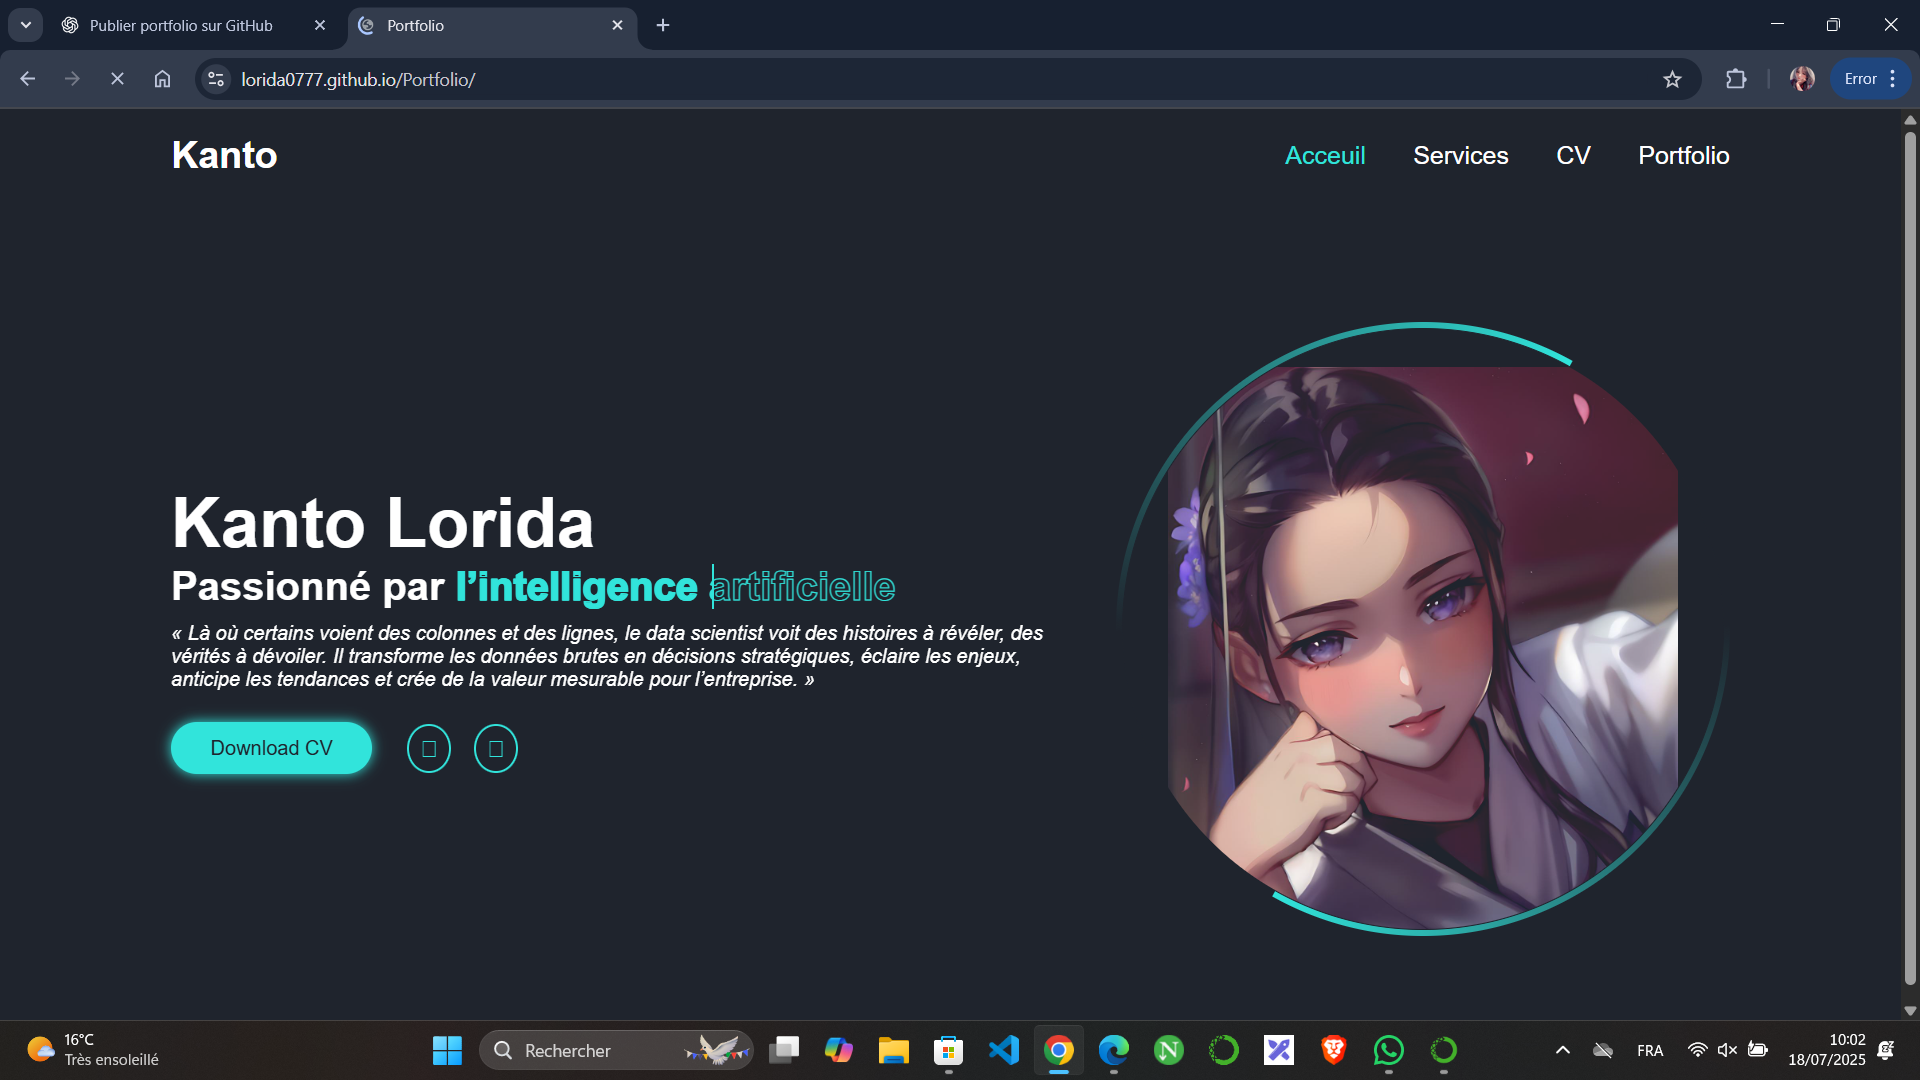 Publier portfolio sur GitHub
Portfolio
lorida0777.github.io/Portfolio/
Error
Kanto
Acceuil
Services
CV
Portfolio
Kanto Lorida
Passionné par l’intelligence artificielle
« Là où certains voient des colonnes et des lignes, le data scientist voit des histoires à révéler, des
vérités à dévoiler. Il transforme les données brutes en décisions stratégiques, éclaire les enjeux,
anticipe les tendances et crée de la valeur mesurable pour l’entreprise. »
Download CV
16°C
Très ensoleillé
Rechercher
FRA
10:02
18/07/2025